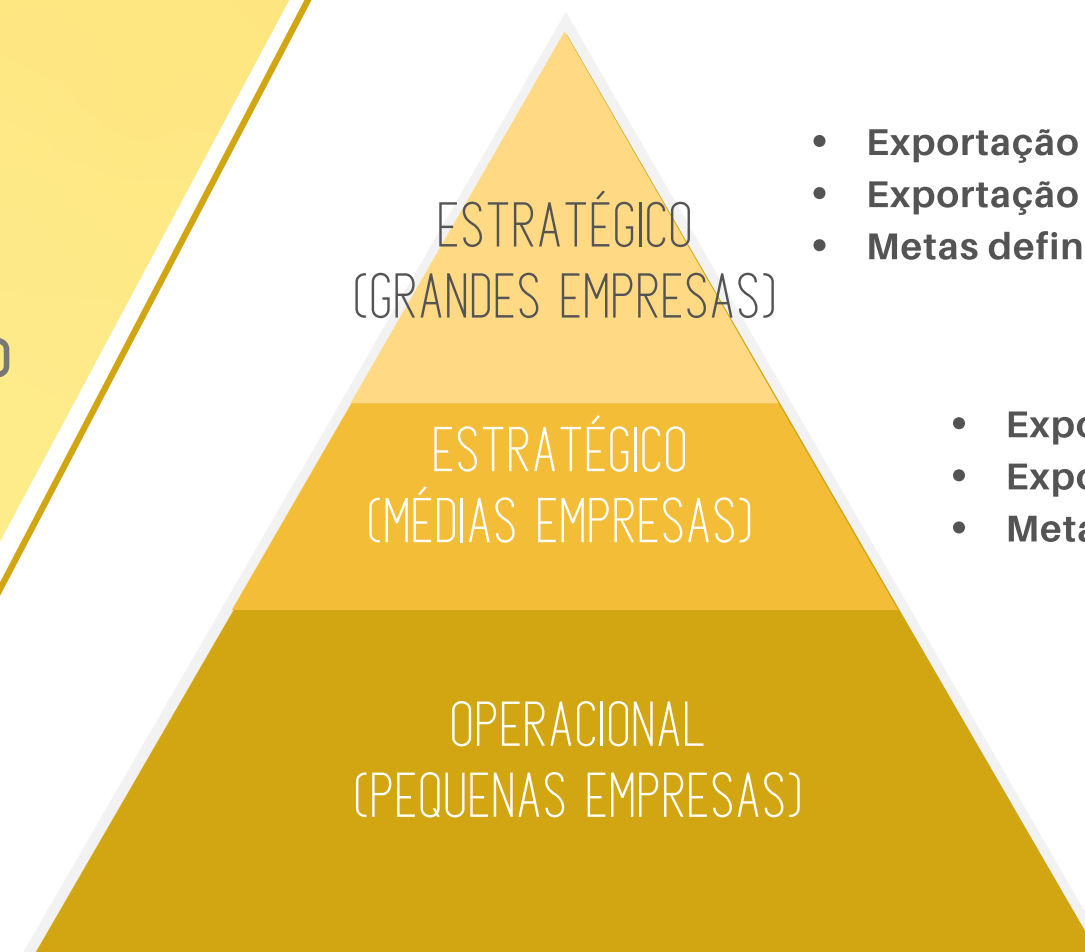 • Exportação
• Exportação
ESTRATÉGICO
(GRANDES EMPRESAS)
• Metas defin
ESTRATÉGICO
(MÉDIAS EMPRESAS)
• Expo
• Expo
• Meta
OPERACIONAL
(PEQUENAS EMPRESAS)